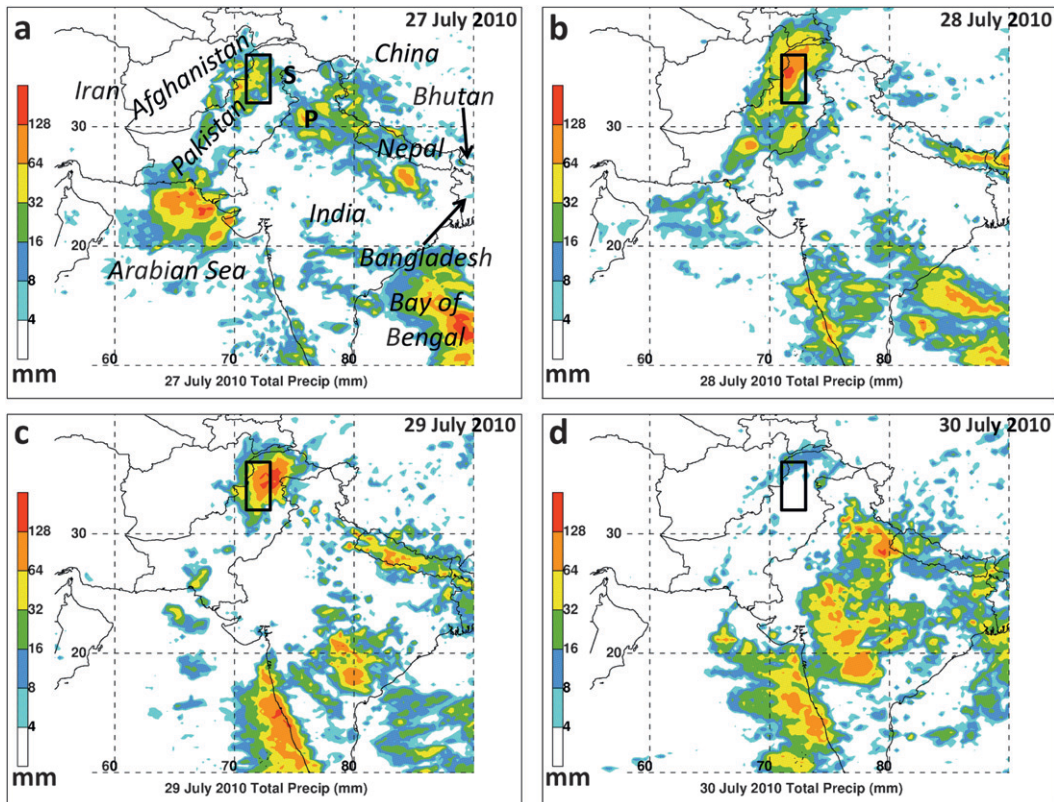 a
27 July 2010
Iran
Afghanistan
Pakistan
S
P
China
Bhutan
Nepal
India
Bangladesh
Arabian Sea
Bay of
Bengal
128
64
32
16
8
4
mm
30
20
60
70
80
27 July 2010 Total Precip (mm)
b
28 July 2010
128
64
32
16
8
4
mm
30
20
60
70
80
28 July 2010 Total Precip (mm)
c
29 July 2010
128
64
32
16
8
4
mm
30
20
60
70
80
29 July 2010 Total Precip (mm)
d
30 July 2010
128
64
32
16
8
4
mm
30
20
60
70
80
30 July 2010 Total Precip (mm)